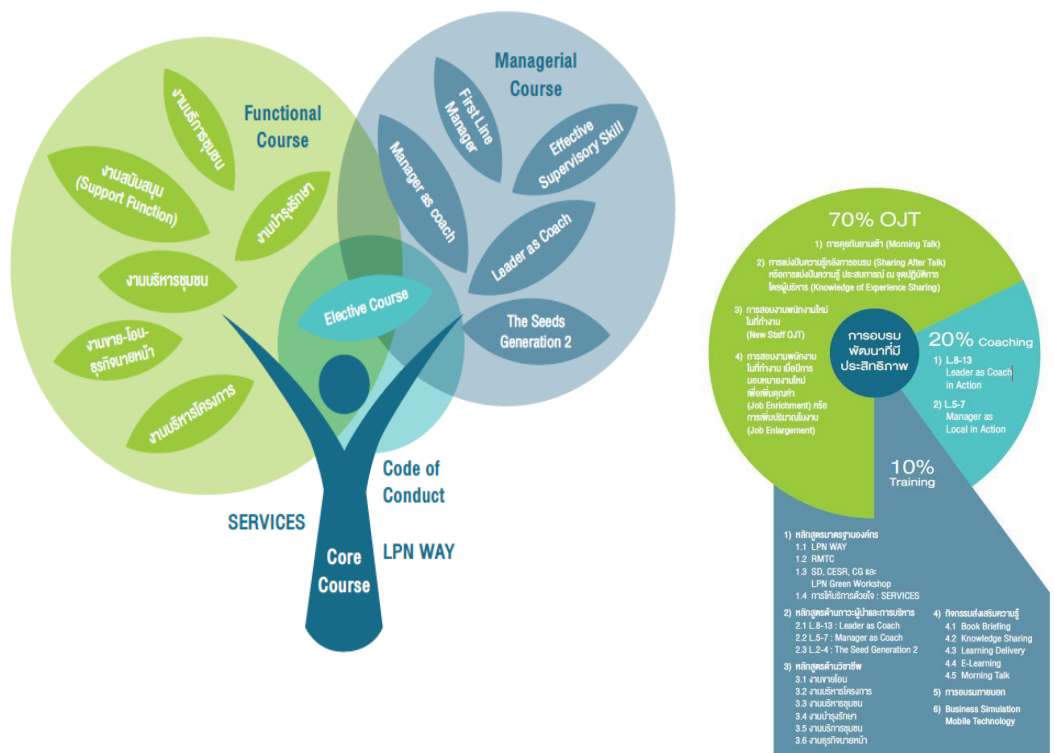 Functional
Course
งานบริการชุมชน
งานสนับสนุน
(Support Function)
งานบำรุงรักษา
งานบริหารชุมชน
งานขาย-โอน-
ธุรกิจนายหน้า
งานบริหารโครงการ
Managerial
Course
First Line
Manager
Effective
Supervisory Skill
Manager as coach
Leader as Coach
The Seeds
Generation 2
Elective Course
Code of
Conduct
SERVICES
LPN WAY
Core
Course
70% OJT
1) การคุยกันยามเช้า (Morning Talk)
2) การแบ่งปันความรู้หลังการอบรม (Sharing After Talk)
หรือการแบ่งปันความรู้ ประสบการณ์ ณ จุดปฏิบัติการ
โดยผู้บริหาร (Knowledge of Experience Sharing)
3) การสอนงานพนักงานใหม่
ในที่ทำงาน
(New Staff OJT)
4) การสอนงานพนักงาน
ในที่ทำงาน เมื่อมีการ
มอบหมายงานใหม่
เพื่อเพิ่มคุณค่า
(Job Enrichment) หรือ
การเพิ่มปริมาณในงาน
(Job Enlargement)
การอบรม
พัฒนาที่มี
ประสิทธิภาพ
20% Coaching
1) L.8-13
Leader as Coach
in Action
2) L.5-7
Manager as
Local in Action
10%
Training
1) หลักสูตรมาตรฐานองค์กร
1.1 LPN WAY
1.2 RMTC
1.3 SD, CESR, CG และ
LPN Green Workshop
1.4 การให้บริการด้วยใจ : SERVICES
2) หลักสูตรด้านภาวะผู้นำและการบริหาร
2.1 L.8-13 : Leader as Coach
2.2 L.5-7 : Manager as Coach
2.3 L.2-4 : The Seed Generation 2
3) หลักสูตรด้านวิชาชีพ
3.1 งานขายโอน
3.2 งานบริหารโครงการ
3.3 งานบริหารชุมชน
3.4 งานบำรุงรักษา
3.5 งานบริการชุมชน
3.6 งานธุรกิจนายหน้า
4) กิจกรรมส่งเสริมความรู้
4.1 Book Briefing
4.2 Knowledge Sharing
4.3 Learning Delivery
4.4 E-Learning
4.5 Morning Talk
5) การอบรมภายนอก
6) Business Simulation
Mobile Technology